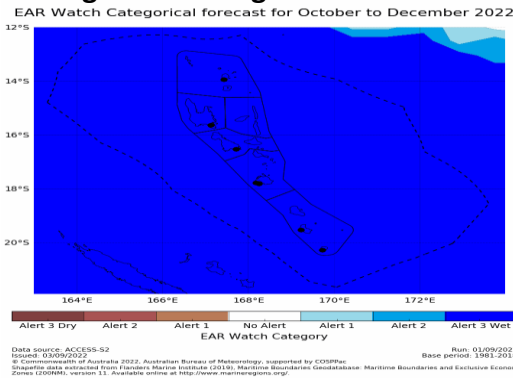 EAR Watch Categorical forecast for October to December 2022
12°S
14°S
16°S
18°S
20°S
164°E 166°E 168°E 170°E 172°E
Alert 3 Dry Alert 2 Alert 1 No Alert Alert 1 Alert 2 Alert 3 Wet
EAR Watch Category
Data source: ACCESS-S2 Run: 01/09/202
Issued: 03/09/2022 Base period: 1981-201
© Commonwealth of Australia 2022, Australian Bureau of Meteorology, supported by COSPPac
Shapefile data extracted from Flanders Marine Institute (2019), Maritime Boundaries Geodatabase: Maritime Boundaries and Exclusive Econo
Zones (200NM), version 11. Available online at http://www.marineregions.org/.